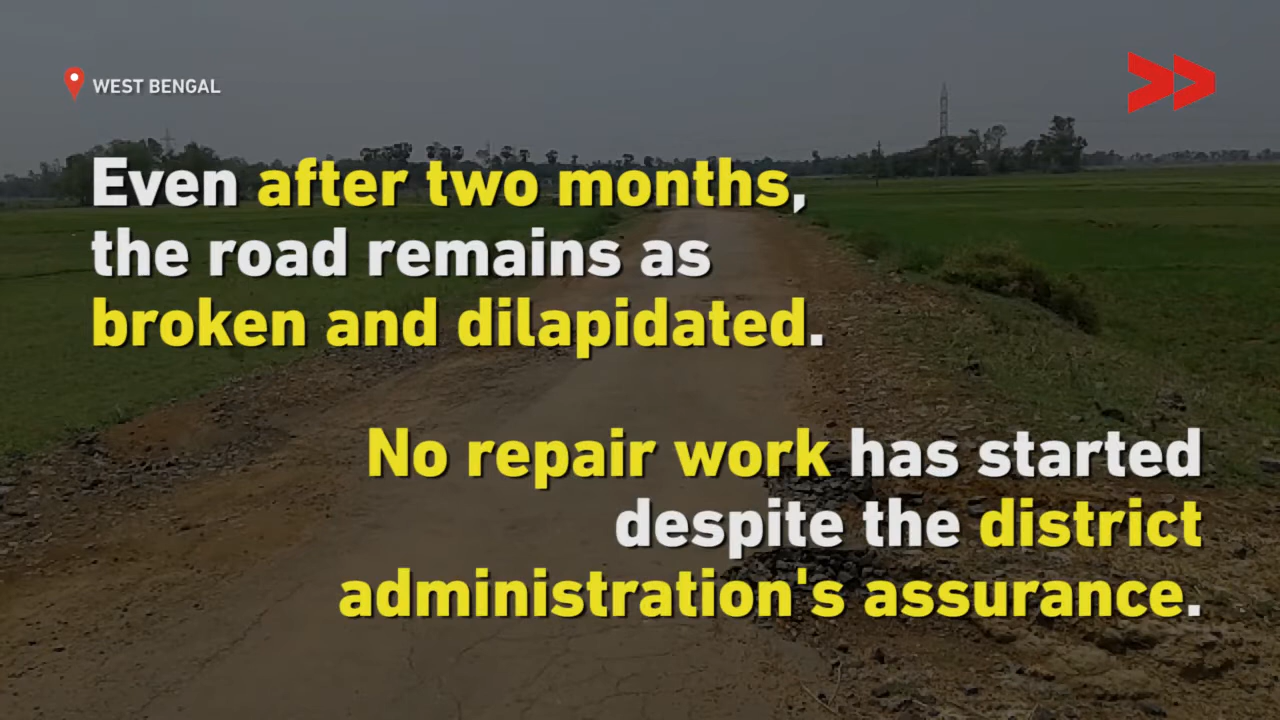 WEST BENGAL
Even after two months,
the road remains as
broken and dilapidated.
No repair work has started
despite the district
administration's assurance.